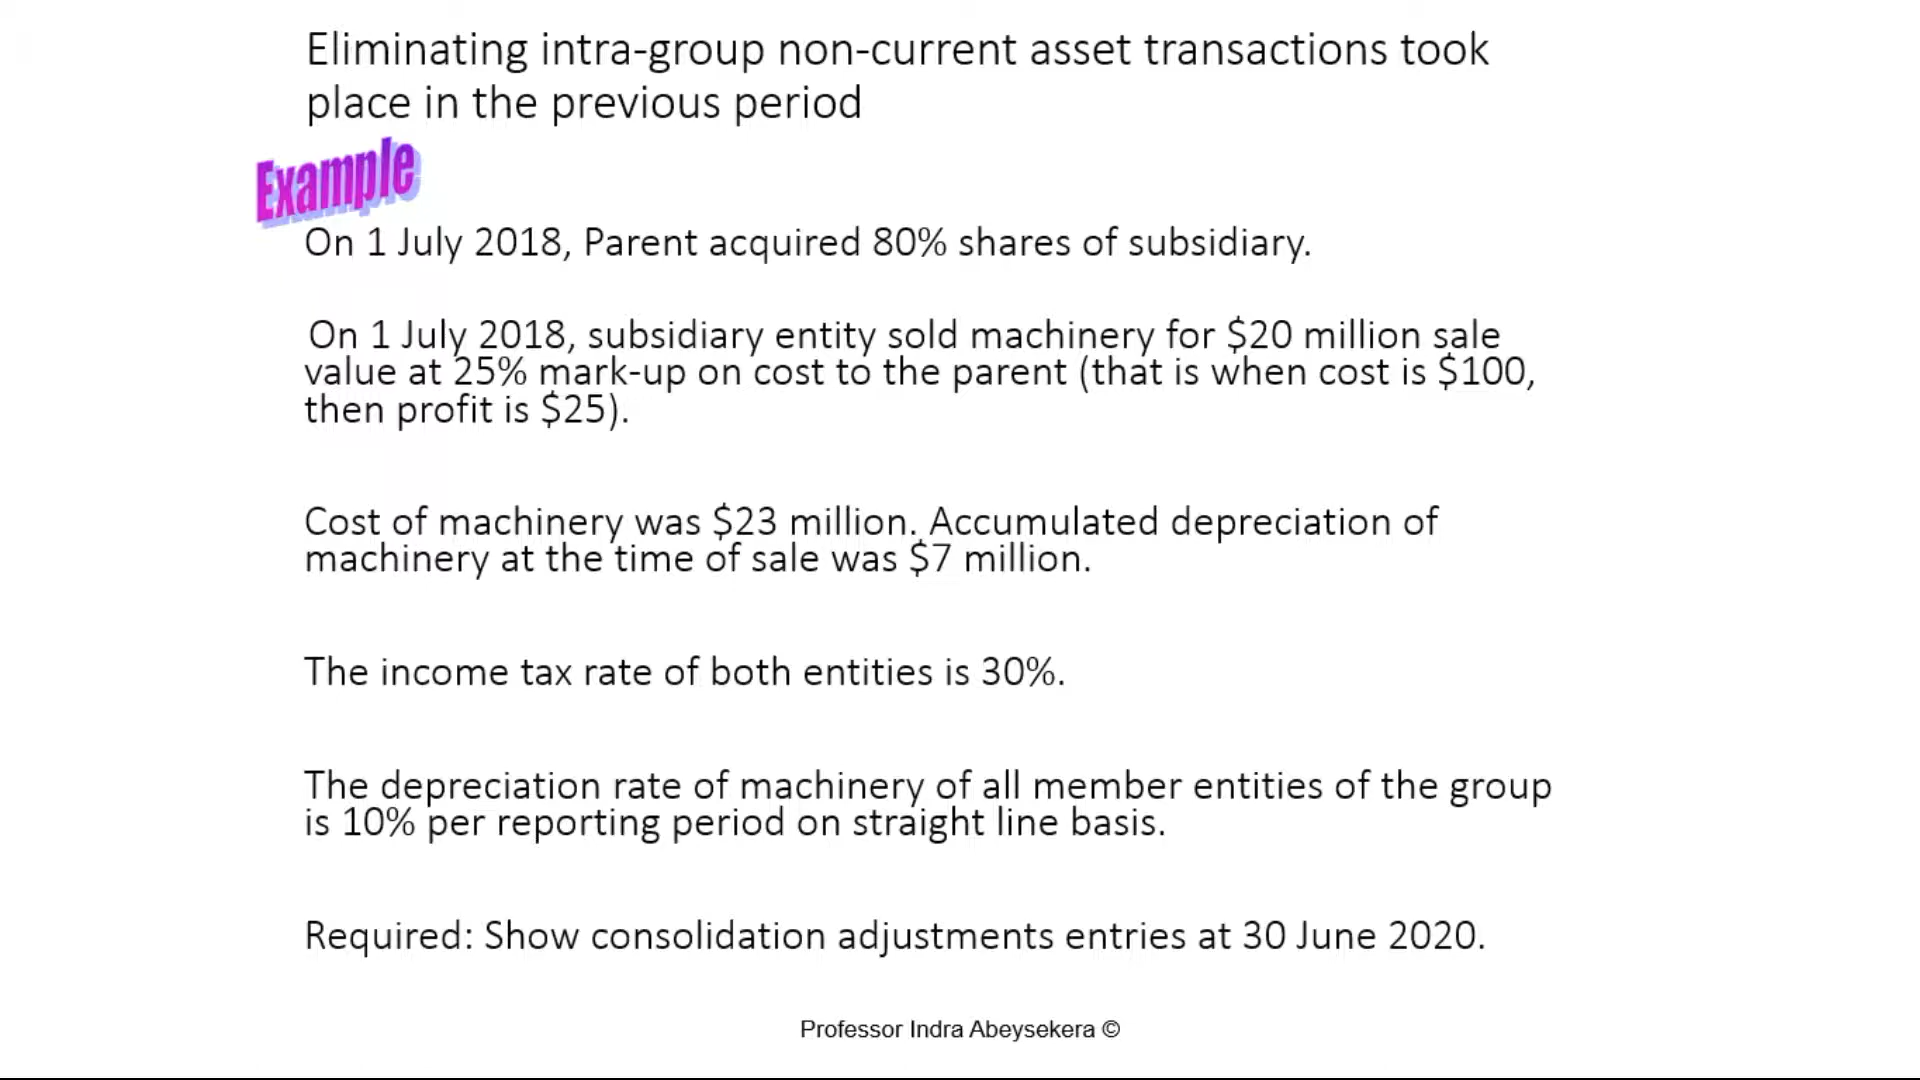 Eliminating intra-group non-current asset transactions took
place in the previous period
Example
On 1 July 2018, Parent acquired 80% shares of subsidiary.
On 1 July 2018, subsidiary entity sold machinery for $20 million sale
value at 25% mark-up on cost to the parent (that is when cost is $100,
then profit is $25).
Cost of machinery was $23 million. Accumulated depreciation of
machinery at the time of sale was $7 million.
The income tax rate of both entities is 30%.
The depreciation rate of machinery of all member entities of the group
is 10% per reporting period on straight line basis.
Required: Show consolidation adjustments entries at 30 June 2020.
Professor Indra Abeysekera ©